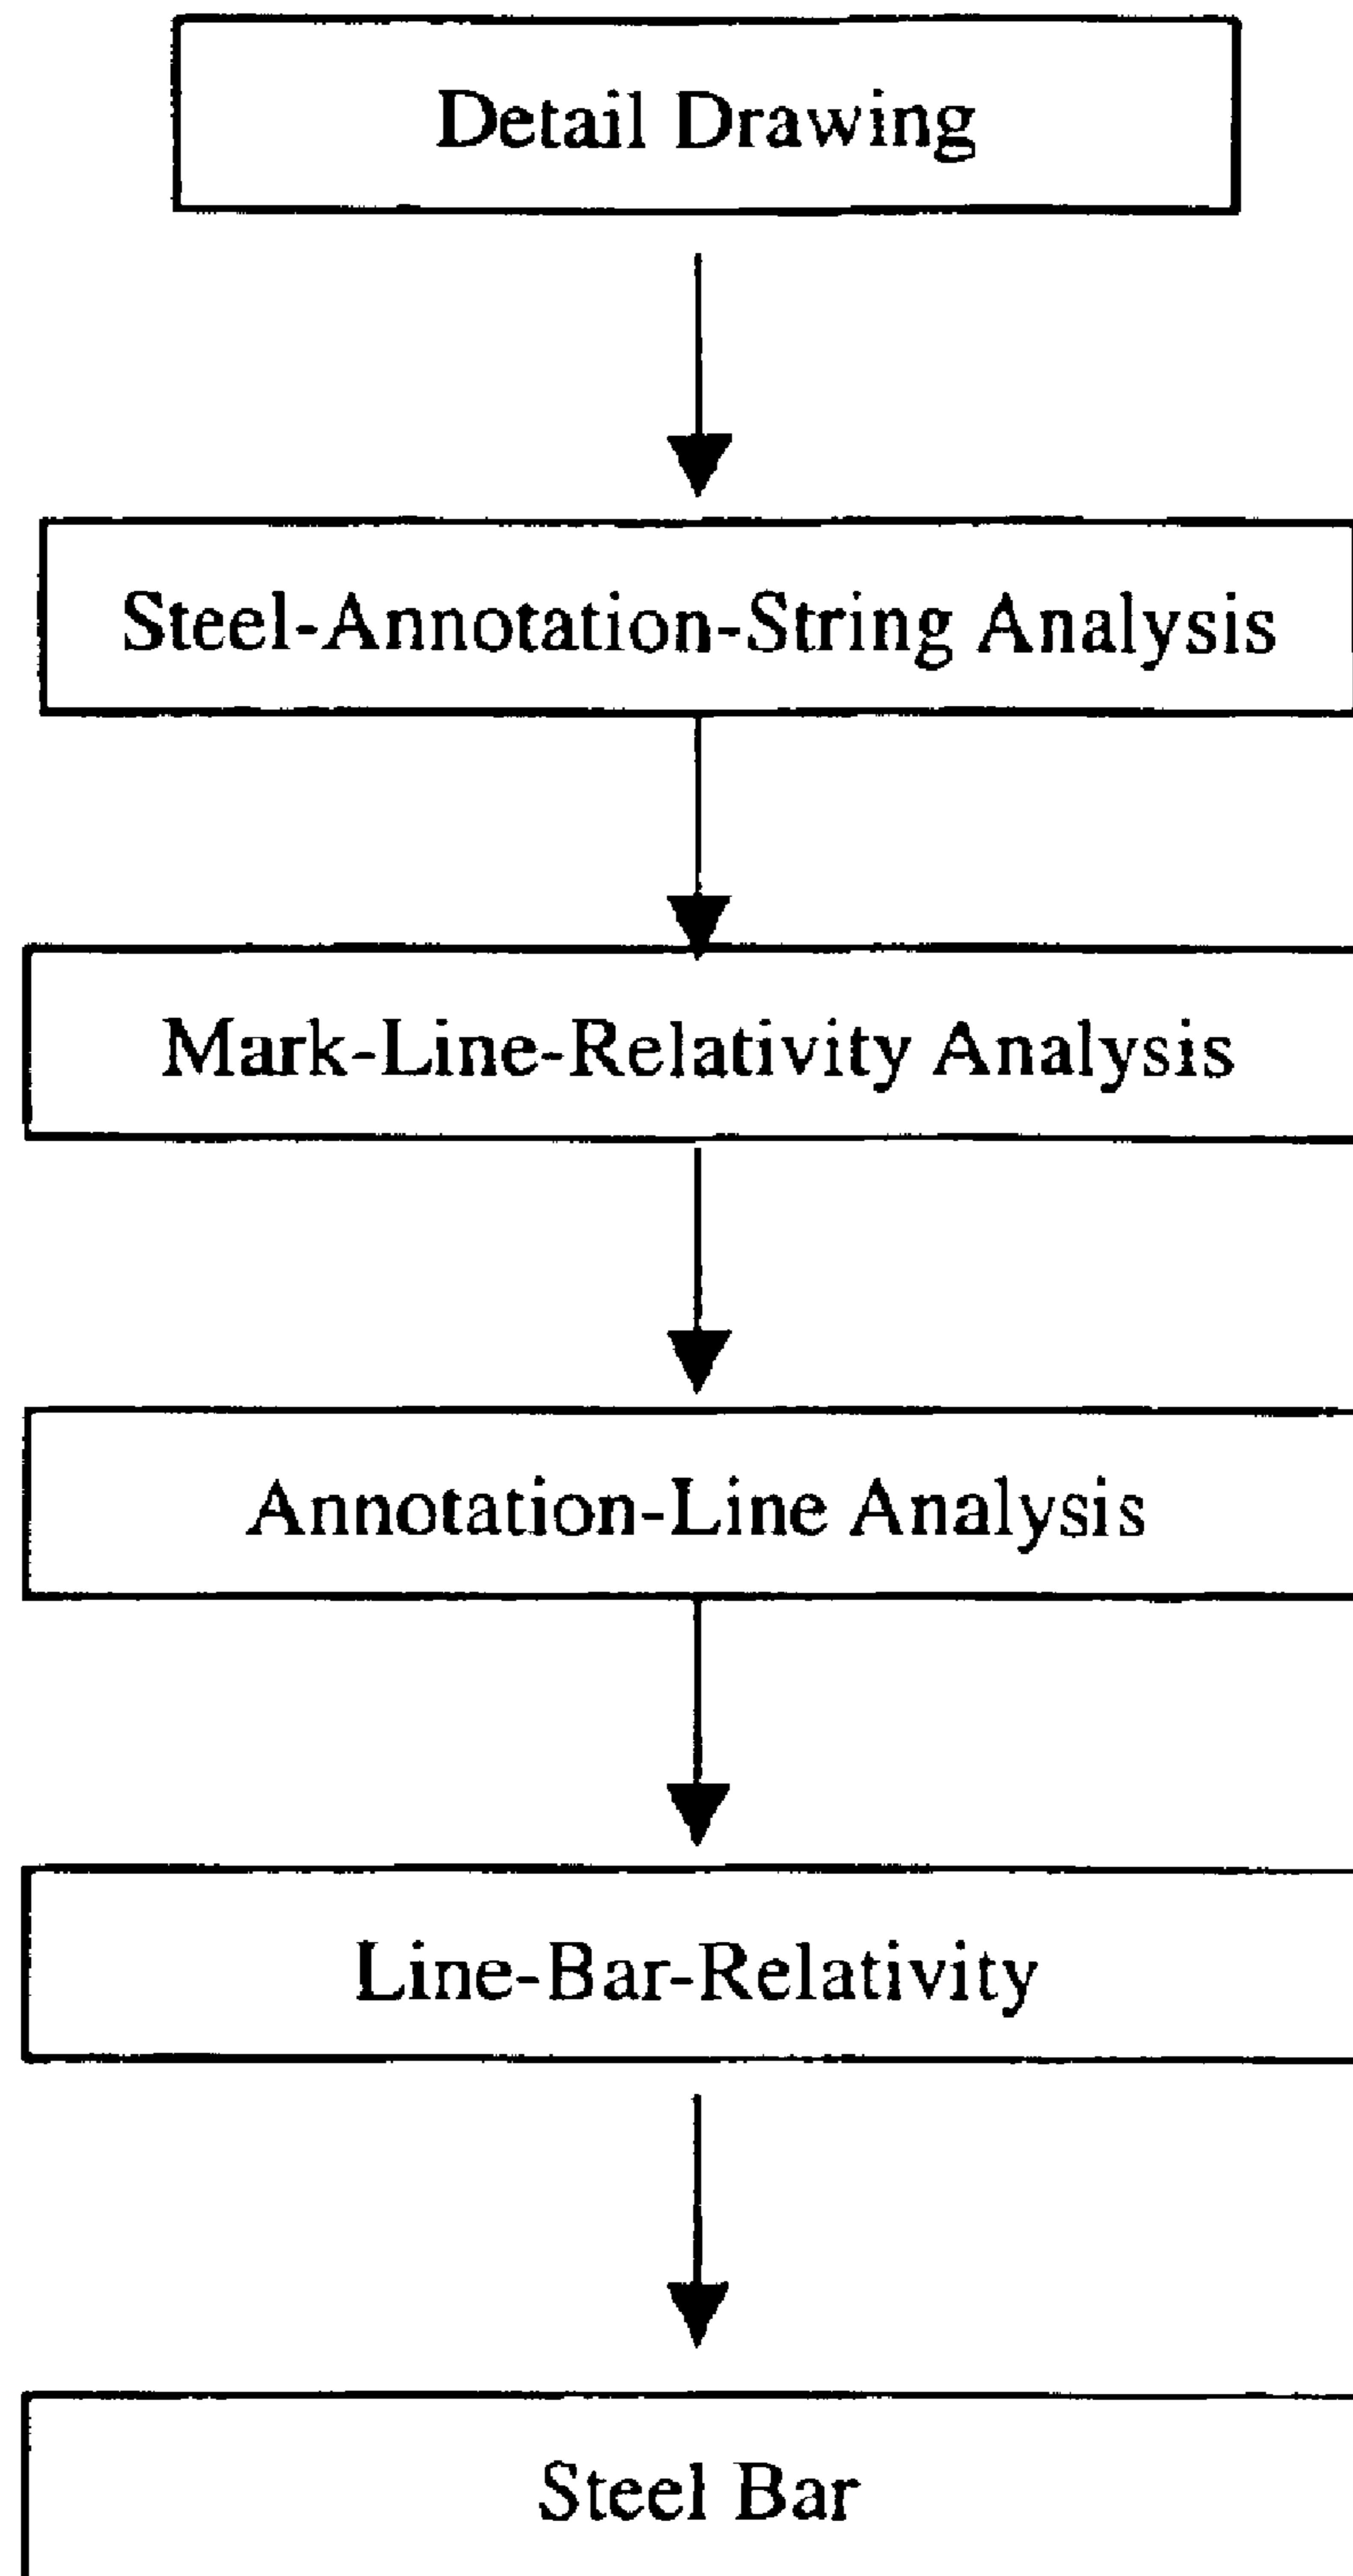 Detail Drawing
Steel-Annotation-String Analysis
Mark-Line-Relativity Analysis
Annotation-Line Analysis
Line-Bar-Relativity
Steel Bar